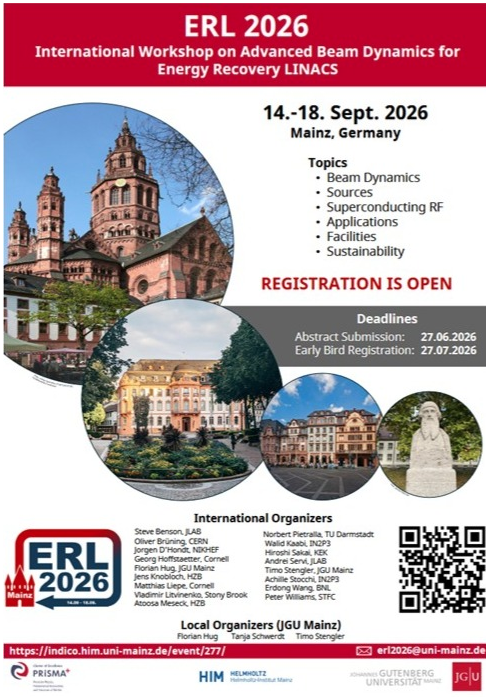 ERL 2026
International Workshop on Advanced Beam Dynamics for
Energy Recovery LINACS
14.-18. Sept. 2026
Mainz, Germany
Topics
• Beam Dynamics
• Sources
• Superconducting RF
• Applications
• Facilities
• Sustainability
REGISTRATION IS OPEN
Deadlines
Abstract Submission: 27.06.2026
Early Bird Registration: 27.07.2026
International Organizers
Steve Benson, JLAB
Oliver Brüning, CERN
Jorgen D'Hondt, NIKHEF
Georg Hoffstaetter, Cornell
Florian Hug, JGU Mainz
Jens Knobloch, HZB
Matthias Liepe, Cornell
Vladimir Litvinenko, Stony Brook
Atoosa Meseck, HZB
Norbert Pietralla, TU Darmstadt
Walid Kaabi, IN2P3
Hiroshi Sakai, KEK
Andrei Servi, JLAB
Timo Stengler, JGU Mainz
Achille Stocchi, IN2P3
Erdong Wang, BNL
Peter Williams, STFC
ERL
2026
Mainz
14.09 - 18.09.
Local Organizers (JGU Mainz)
Florian Hug Tanja Schwerdt Timo Stengler
https://indico.him.uni-mainz.de/event/277/
erl2026@uni-mainz.de
PRISMA+
HIM HELMHOLTZ
Helmholtz-Institut Mainz
JOHANNES GUTENBERG
UNIVERSITÄT MAINZ
JG|U